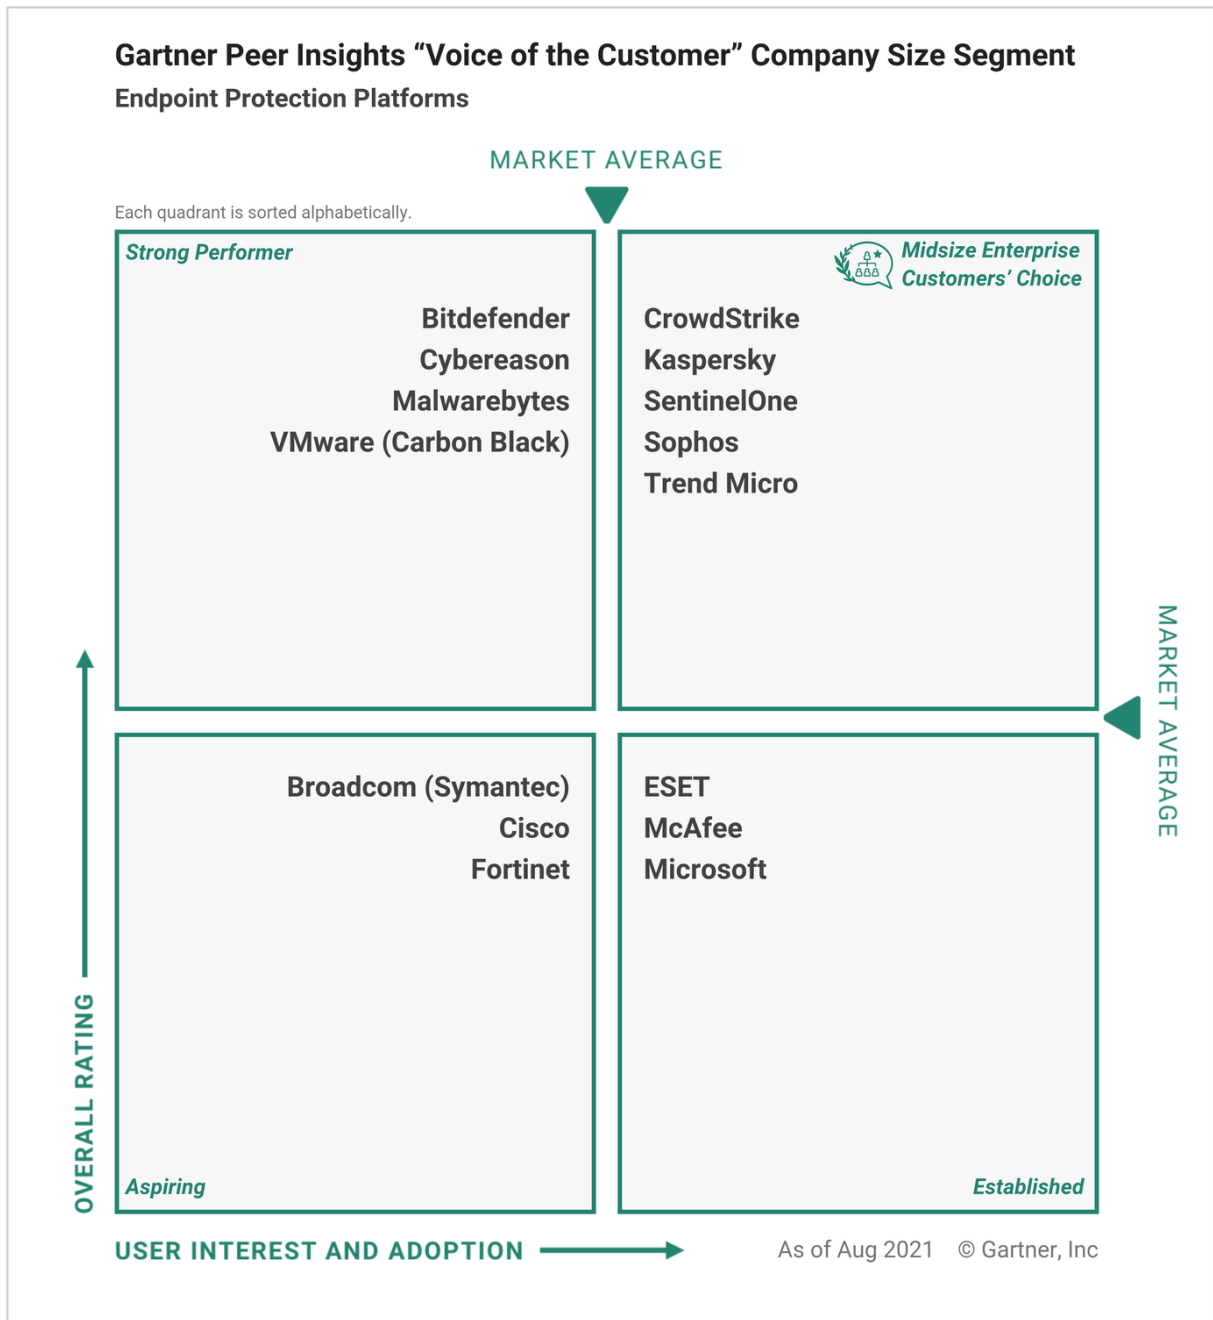 Gartner Peer Insights “Voice of the Customer” Company Size Segment
Endpoint Protection Platforms
MARKET AVERAGE
Each quadrant is sorted alphabetically.
Strong Performer
Bitdefender
Cybereason
Malwarebytes
VMware (Carbon Black)
Midsize Enterprise
Customers’ Choice
CrowdStrike
Kaspersky
SentinelOne
Sophos
Trend Micro
MARKET AVERAGE
Broadcom (Symantec)
Cisco
Fortinet
Aspiring
ESET
McAfee
Microsoft
Established
OVERALL RATING
USER INTEREST AND ADOPTION
As of Aug 2021 © Gartner, Inc